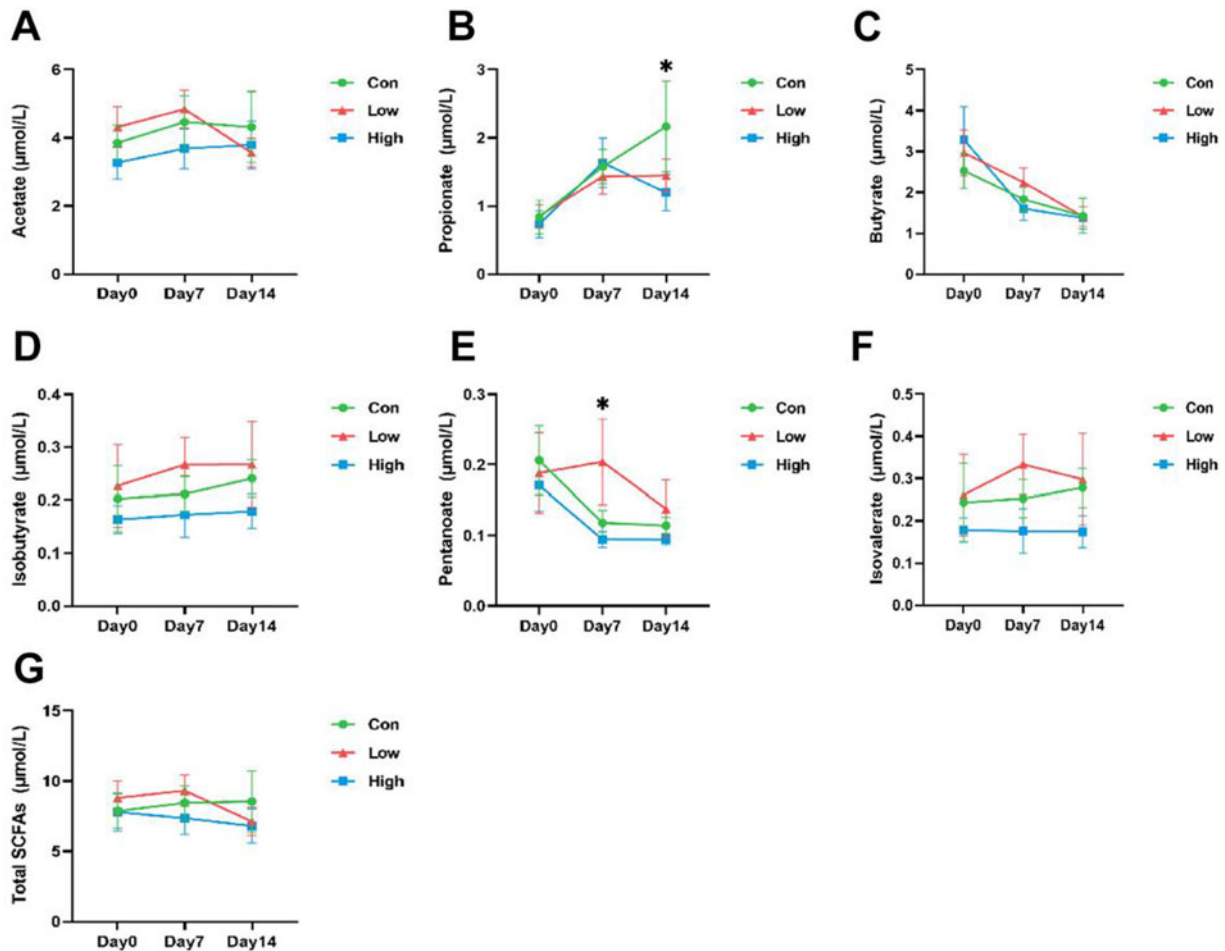 A
Acetate (μmol/L)
6
4
2
0
Day0 Day7 Day14
Con
Low
High
B
Propionate (μmol/L)
3
2
1
0
*
Day0 Day7 Day14
Con
Low
High
C
Butyrate (μmol/L)
5
4
3
2
1
0
Day0 Day7 Day14
Con
Low
High
D
Isobutyrate (μmol/L)
0.4
0.3
0.2
0.1
0.0
Day0 Day7 Day14
Con
Low
High
E
Pentanoate (μmol/L)
0.3
0.2
0.1
0.0
*
Day0 Day7 Day14
Con
Low
High
F
Isovalerate (μmol/L)
0.5
0.4
0.3
0.2
0.1
0.0
Day0 Day7 Day14
Con
Low
High
G
Total SCFAs (μmol/L)
15
10
5
0
Day0 Day7 Day14
Con
Low
High